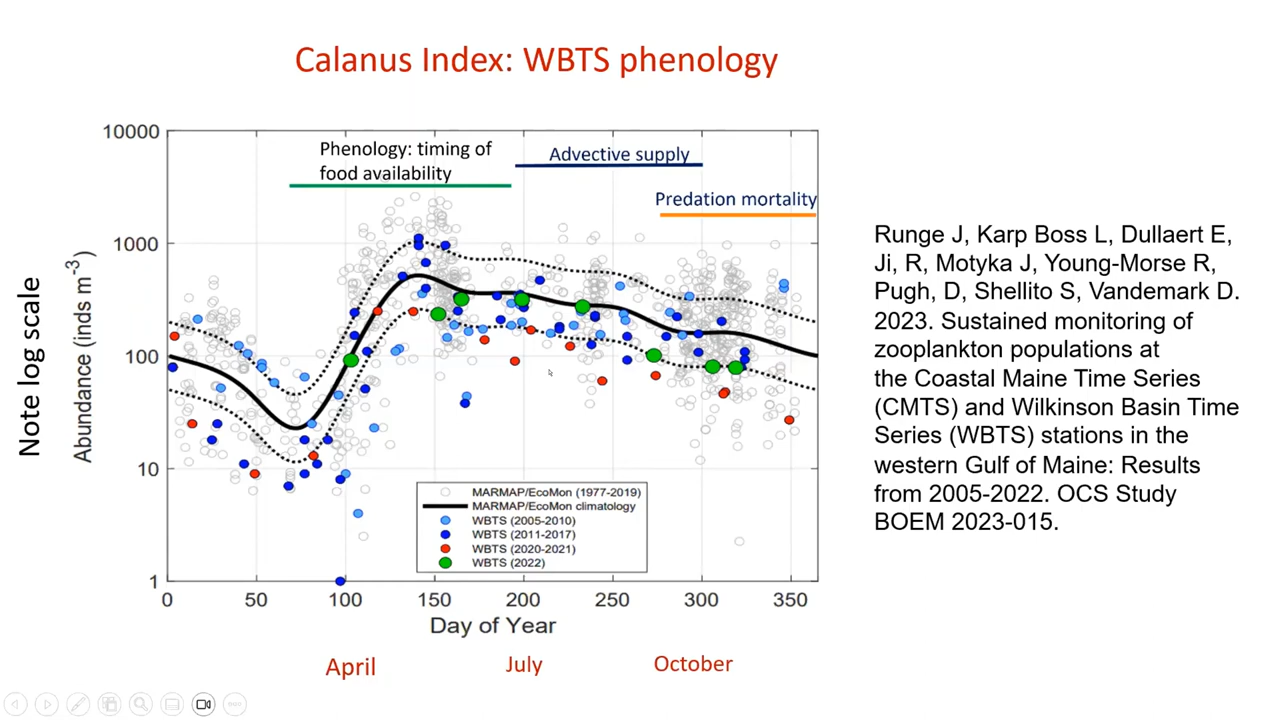 Calanus Index: WBTS phenology
10000
1000
100
10
1
Note log scale
Abundance (inds m-3)
Phenology: timing of
food availability
Advective supply
Predation mortality
MARMAP/EcoMon (1977-2019)
MARMAP/EcoMon climatology
WBTS (2005-2010)
WBTS (2011-2017)
WBTS (2020-2021)
WBTS (2022)
0 50 100 150 200 250 300 350
Day of Year
April July October
Runge J, Karp Boss L, Dullaert E,
Ji, R, Motyka J, Young-Morse R,
Pugh, D, Shellito S, Vandemark D.
2023. Sustained monitoring of
zooplankton populations at
the Coastal Maine Time Series
(CMTS) and Wilkinson Basin Time
Series (WBTS) stations in the
western Gulf of Maine: Results
from 2005-2022. OCS Study
BOEM 2023-015.